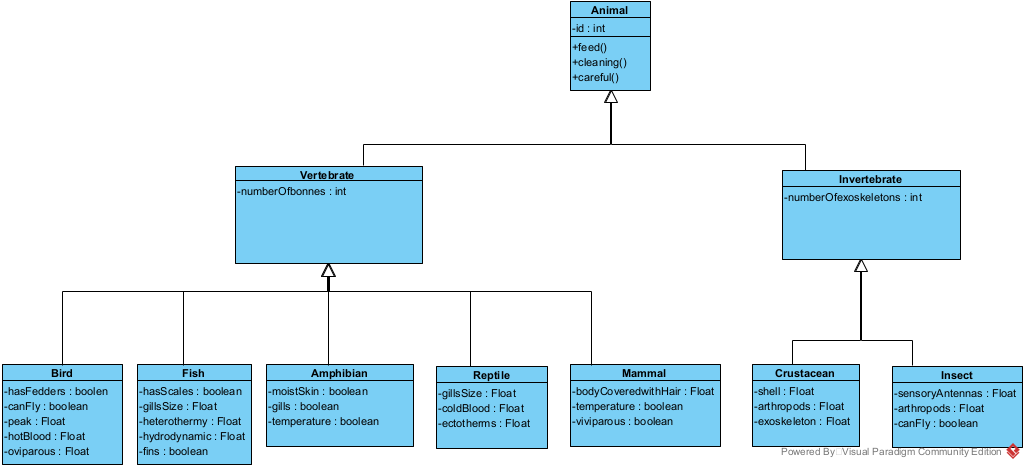 Animal
-id : int
+feed()
+cleaning()
+careful()
Vertebrate
-numberOfbonnes : int
Invertebrate
-numberOfexoskeletons : int
Bird
-hasFedders : boolen
-canFly : boolean
-peak : Float
-hotBlood : Float
-oviparous : Float
Fish
-hasScales : boolean
-gillsSize : Float
-heterothermy : Float
-hydrodynamic : Float
-fins : boolean
Amphibian
-moistSkin : boolean
-gills : boolean
-temperature : boolean
Reptile
-gillsSize : Float
-coldBlood : Float
-ectotherms : Float
Mammal
-bodyCoveredwithHair : Float
-temperature : boolean
-viviparous : boolean
Crustacean
-shell : Float
-arthropods : Float
-exoskeleton : Float
Insect
-sensoryAntennas : Float
-arthropods : Float
-canFly : boolean
Powered By Visual Paradigm Community Edition